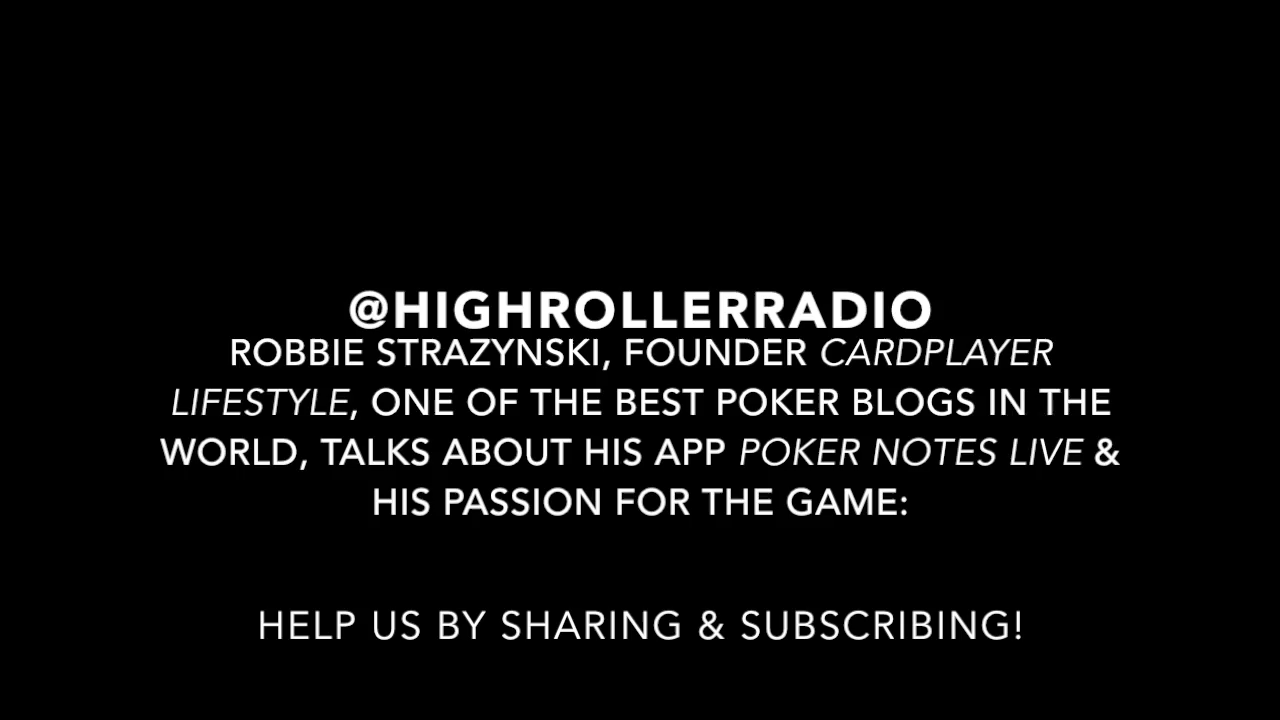 @HIGHROLLERRADIO
ROBBIE STRAZYNSKI, FOUNDER CARDPLAYER
LIFESTYLE, ONE OF THE BEST POKER BLOGS IN THE
WORLD, TALKS ABOUT HIS APP POKER NOTES LIVE &
HIS PASSION FOR THE GAME:
HELP US BY SHARING & SUBSCRIBING!